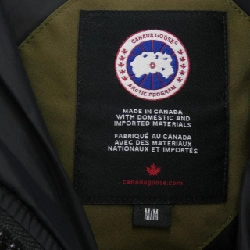 CANADA GOOSE
ARCTIC PROGRAM
MADE IN CANADA
WITH DOMESTIC AND
IMPORTED MATERIALS
FABRIQUÉ AU CANADA
AVEC DES MATERIAUX
NATIONAUX ET IMPORTÉS
canadagoose.com
M/M